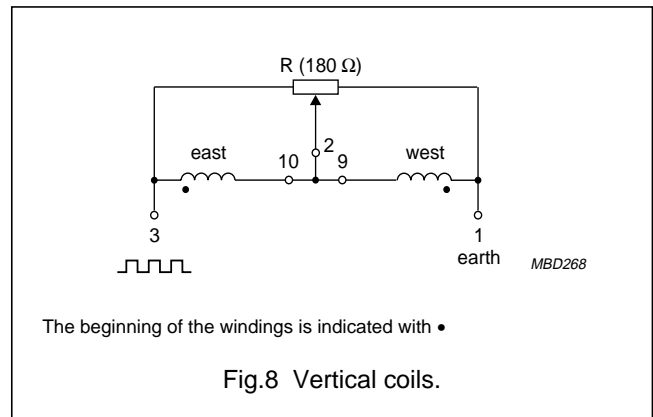 R (180 Ω)
east
10
2
9
west
3
1
earth
MBD268
The beginning of the windings is indicated with •
Fig.8 Vertical coils.